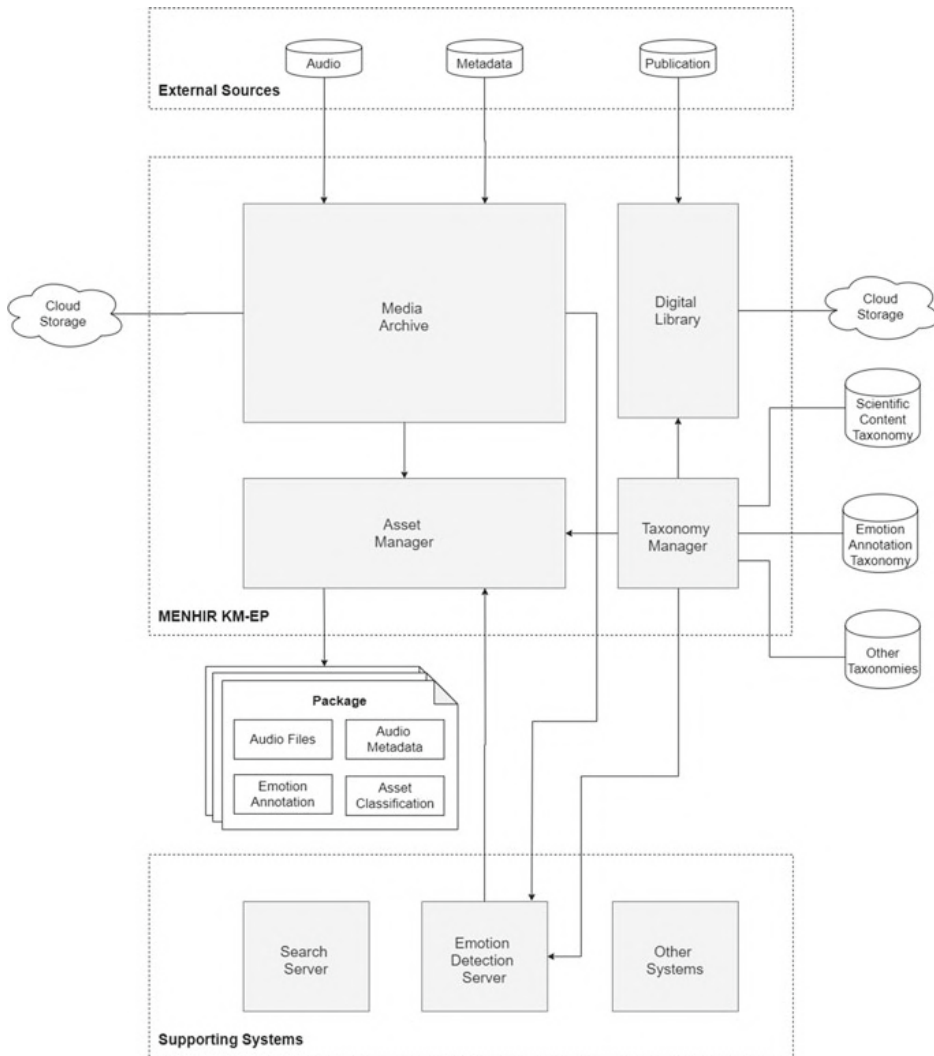 Audio
Metadata
Publication
External Sources
Media
Archive
Digital
Library
Cloud
Storage
Cloud
Storage
Scientific
Content
Taxonomy
Asset
Manager
Taxonomy
Manager
Emotion
Annotation
Taxonomy
MENHIR KM-EP
Other
Taxonomies
Package
Audio Files
Audio
Metadata
Emotion
Annotation
Asset
Classification
Search
Server
Emotion
Detection
Server
Other
Systems
Supporting Systems